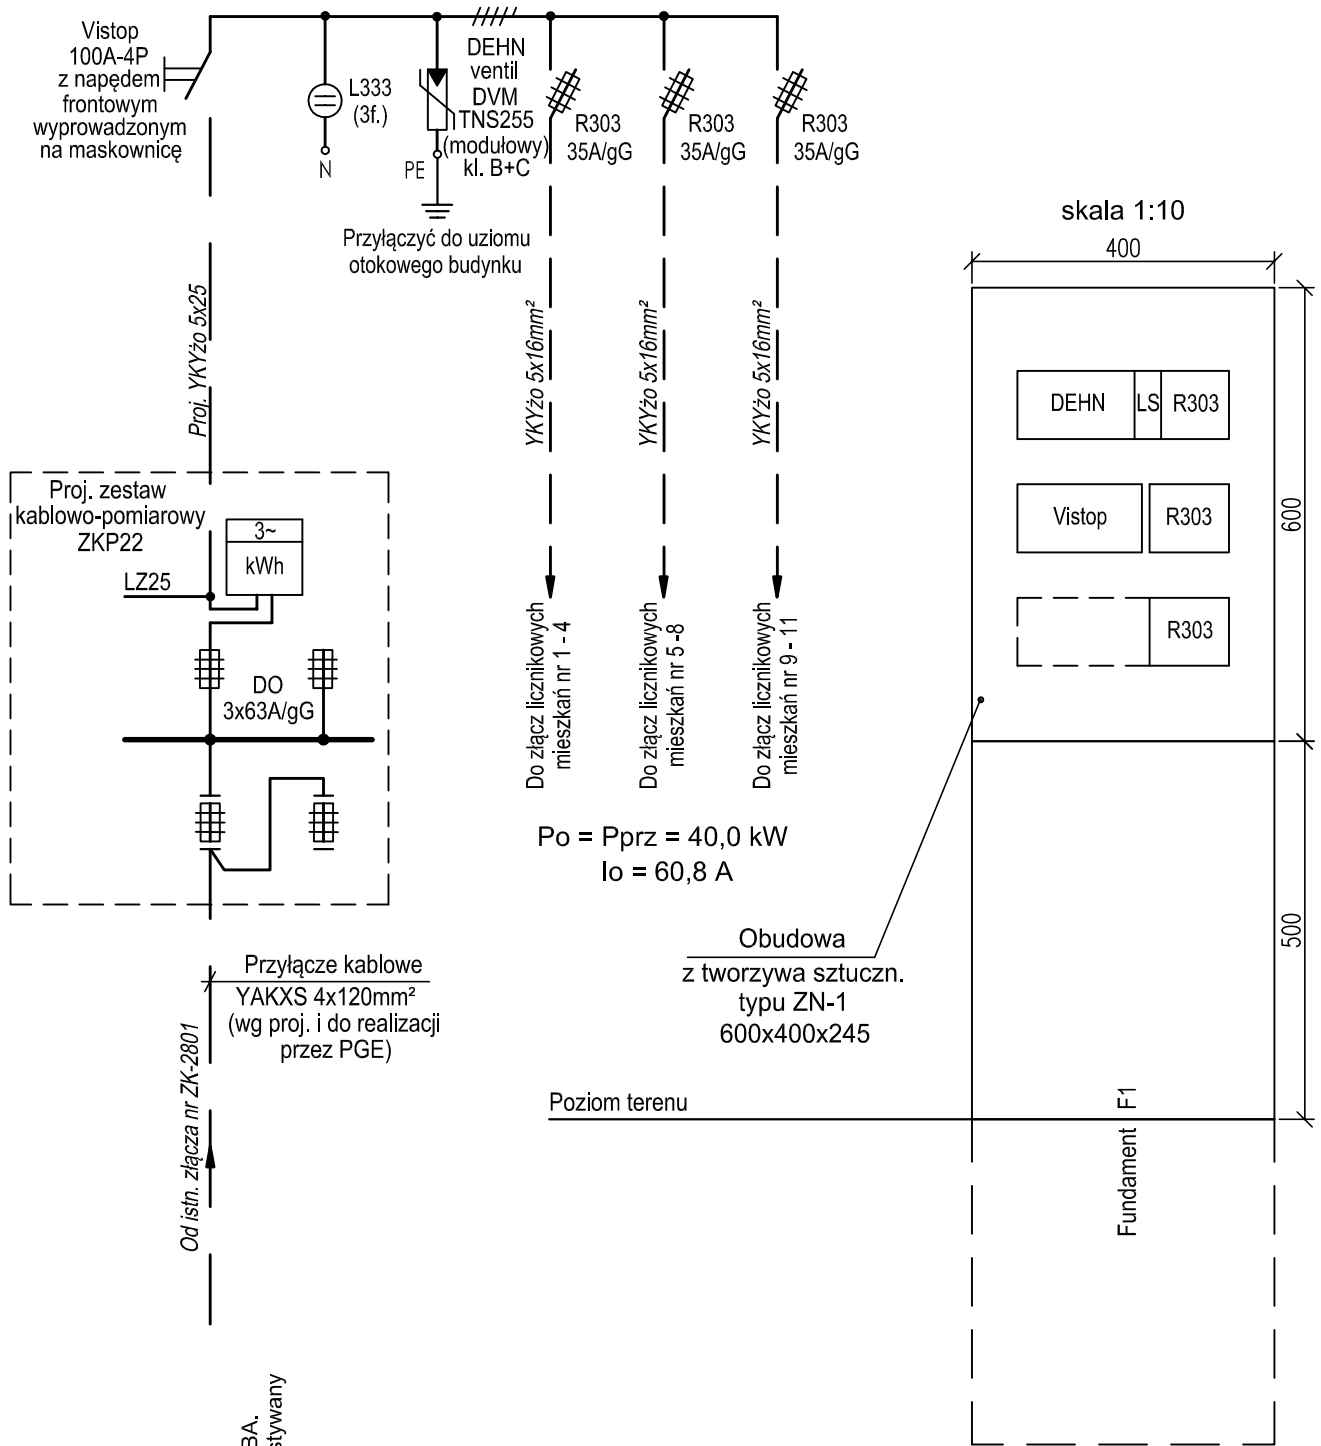 Vistop
100A-4P
z napędem
frontowym
wyprowadzonym
na maskownicę
L333
(3f.)
N
DEHN
ventil
DVM
TNS255
(modułowy)
kl. B+C
PE
Przyłączyć do uziomu
otokowego budynku
R303
35A/gG
R303
35A/gG
R303
35A/gG
Proj. YKYżo 5x25
YKYżo 5x16mm²
YKYżo 5x16mm²
YKYżo 5x16mm²
Proj. zestaw
kablowo-pomiarowy
ZKP22
3~
kWh
LZ25
DO
3x63A/gG
Do złącz licznikowych
mieszkań nr 1 - 4
Do złącz licznikowych
mieszkań nr 5 -8
Do złącz licznikowych
mieszkań nr 9 - 11
Po = Pprz = 40,0 kW
Io = 60,8 A
Przyłącze kablowe
YAKXS 4x120mm²
(wg proj. i do realizacji
przez PGE)
Od istn. złącza nr ZK-2801
skala 1:10
400
DEHN
LS
R303
Vistop
R303
R303
600
500
Obudowa
z tworzywa sztuczn.
typu ZN-1
600x400x245
Poziom terenu
Fundament F1